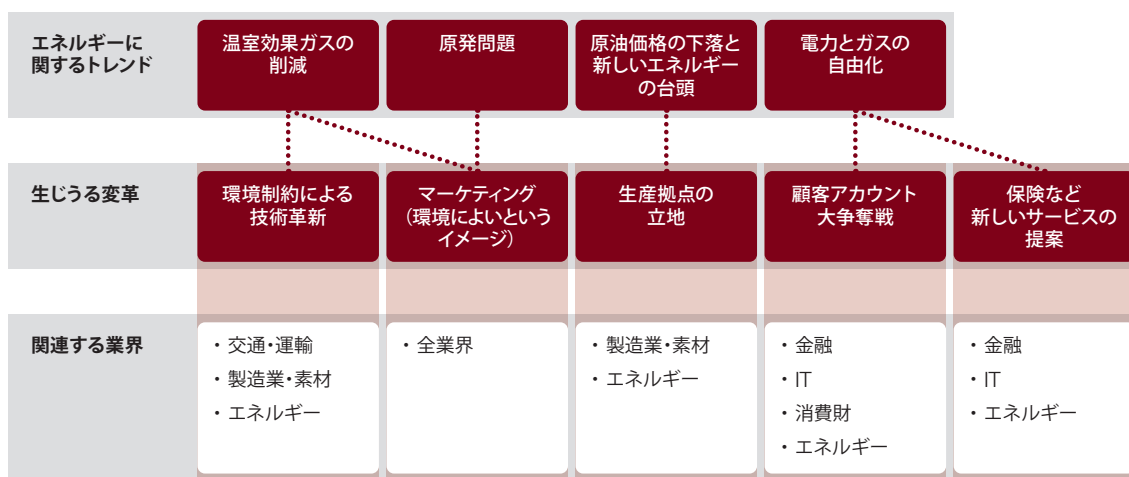 エネルギーに
関するトレンド
温室効果ガスの
削減
原発問題
原油価格の下落と
新しいエネルギー
の台頭
電力とガスの
自由化
生じうる変革
環境制約による
技術革新
マーケティング
(環境によいという
イメージ)
生産拠点の
立地
顧客アカウント
大争奪戦
保険など
新しいサービスの
提案
関連する業界
・交通・運輸
・製造業・素材
・エネルギー
・全業界
・製造業・素材
・エネルギー
・金融
・IT
・消費財
・エネルギー
・金融
・IT
・エネルギー